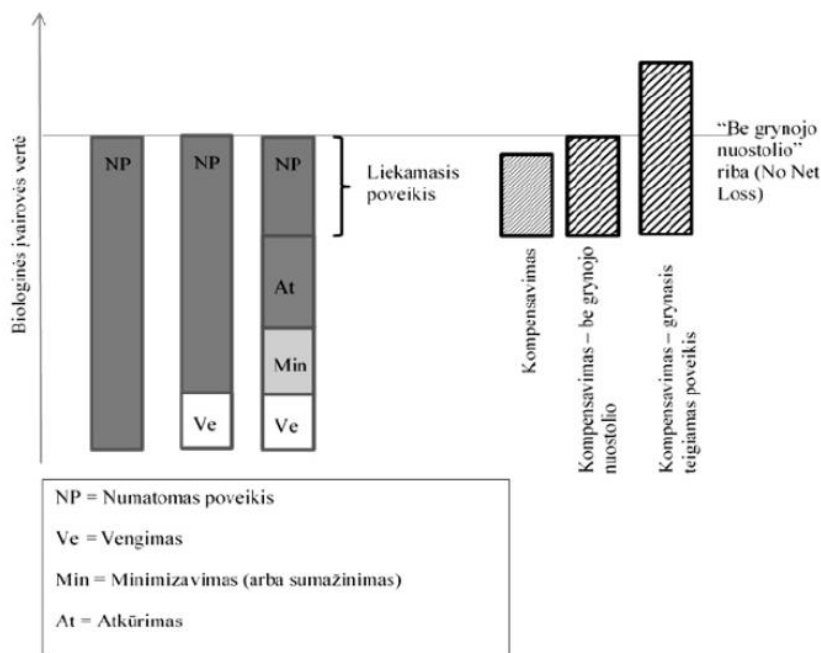 Biologinės įvairovės vertė
NP
NP
NP
Liekamasis
poveikis
At
Min
Ve
Ve
Kompensavimas
Kompensavimas – be grynojo
nuostolio
Kompensavimas – grynasis
teigiamas poveikis
“Be grynojo
nuostolio”
riba (No Net
Loss)
NP = Numatomas poveikis
Ve = Vengimas
Min = Minimizavimas (arba sumažinimas)
At = Atkūrimas